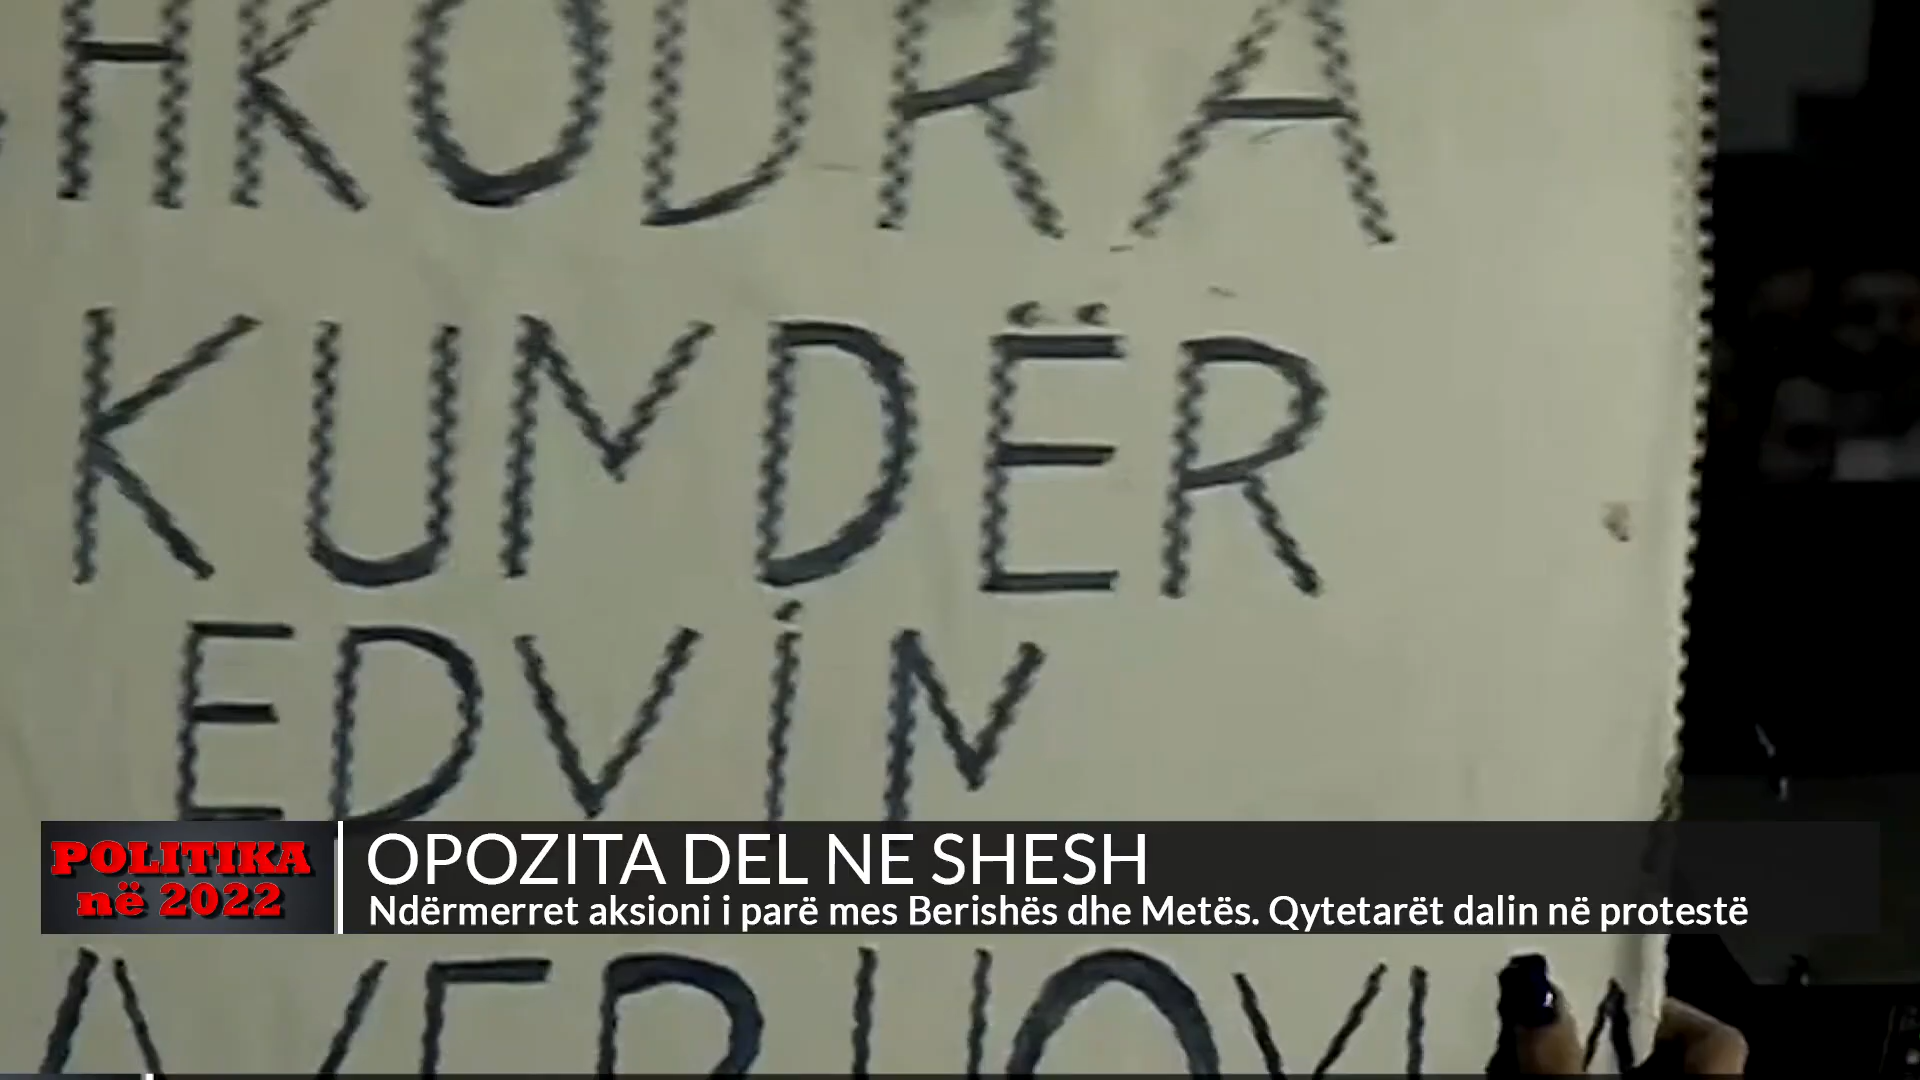 SHKODRA
KUMDËR
EDVIN
POLITIKA
në 2022
OPOZITA DEL NE SHESH
Ndërmerret aksioni i parë mes Berishës dhe Metës. Qytetarët dalin në protestë